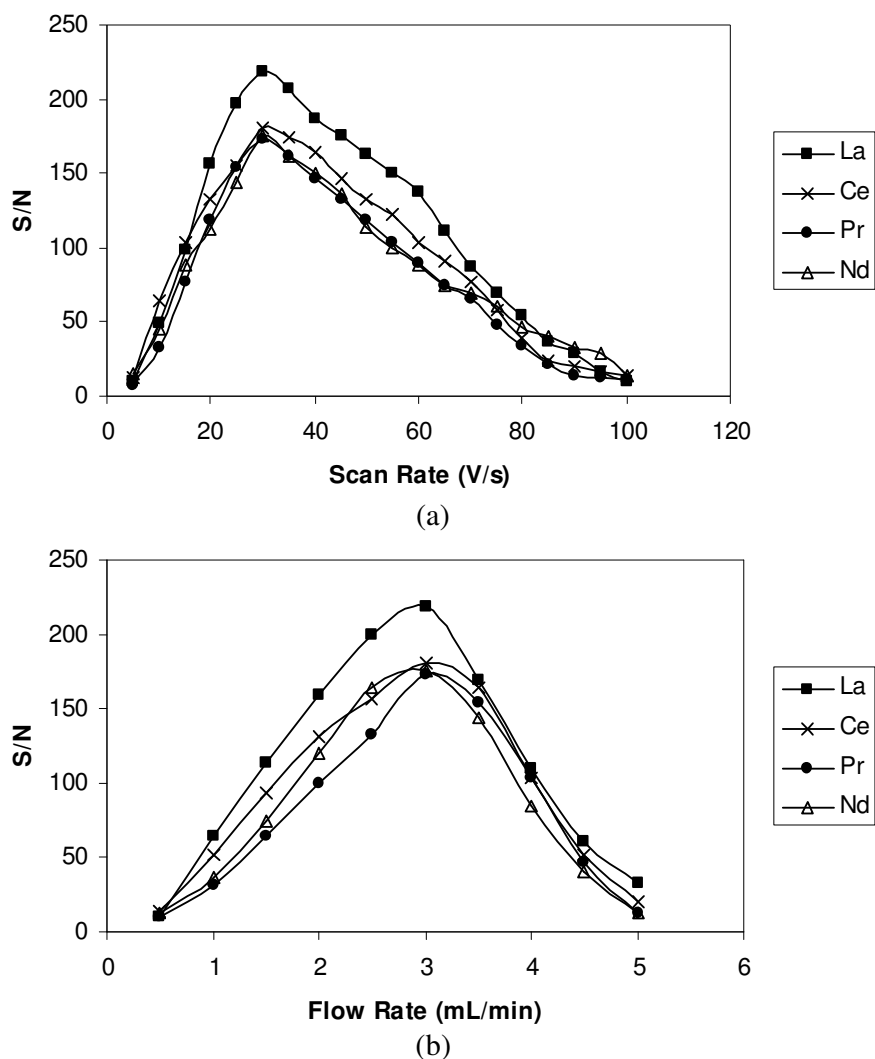 250
200
150
100
50
0
S/N
0 20 40 60 80 100 120
Scan Rate (V/s)
La
Ce
Pr
Nd
(a)
250
200
150
100
50
0
S/N
0 1 2 3 4 5 6
Flow Rate (mL/min)
La
Ce
Pr
Nd
(b)